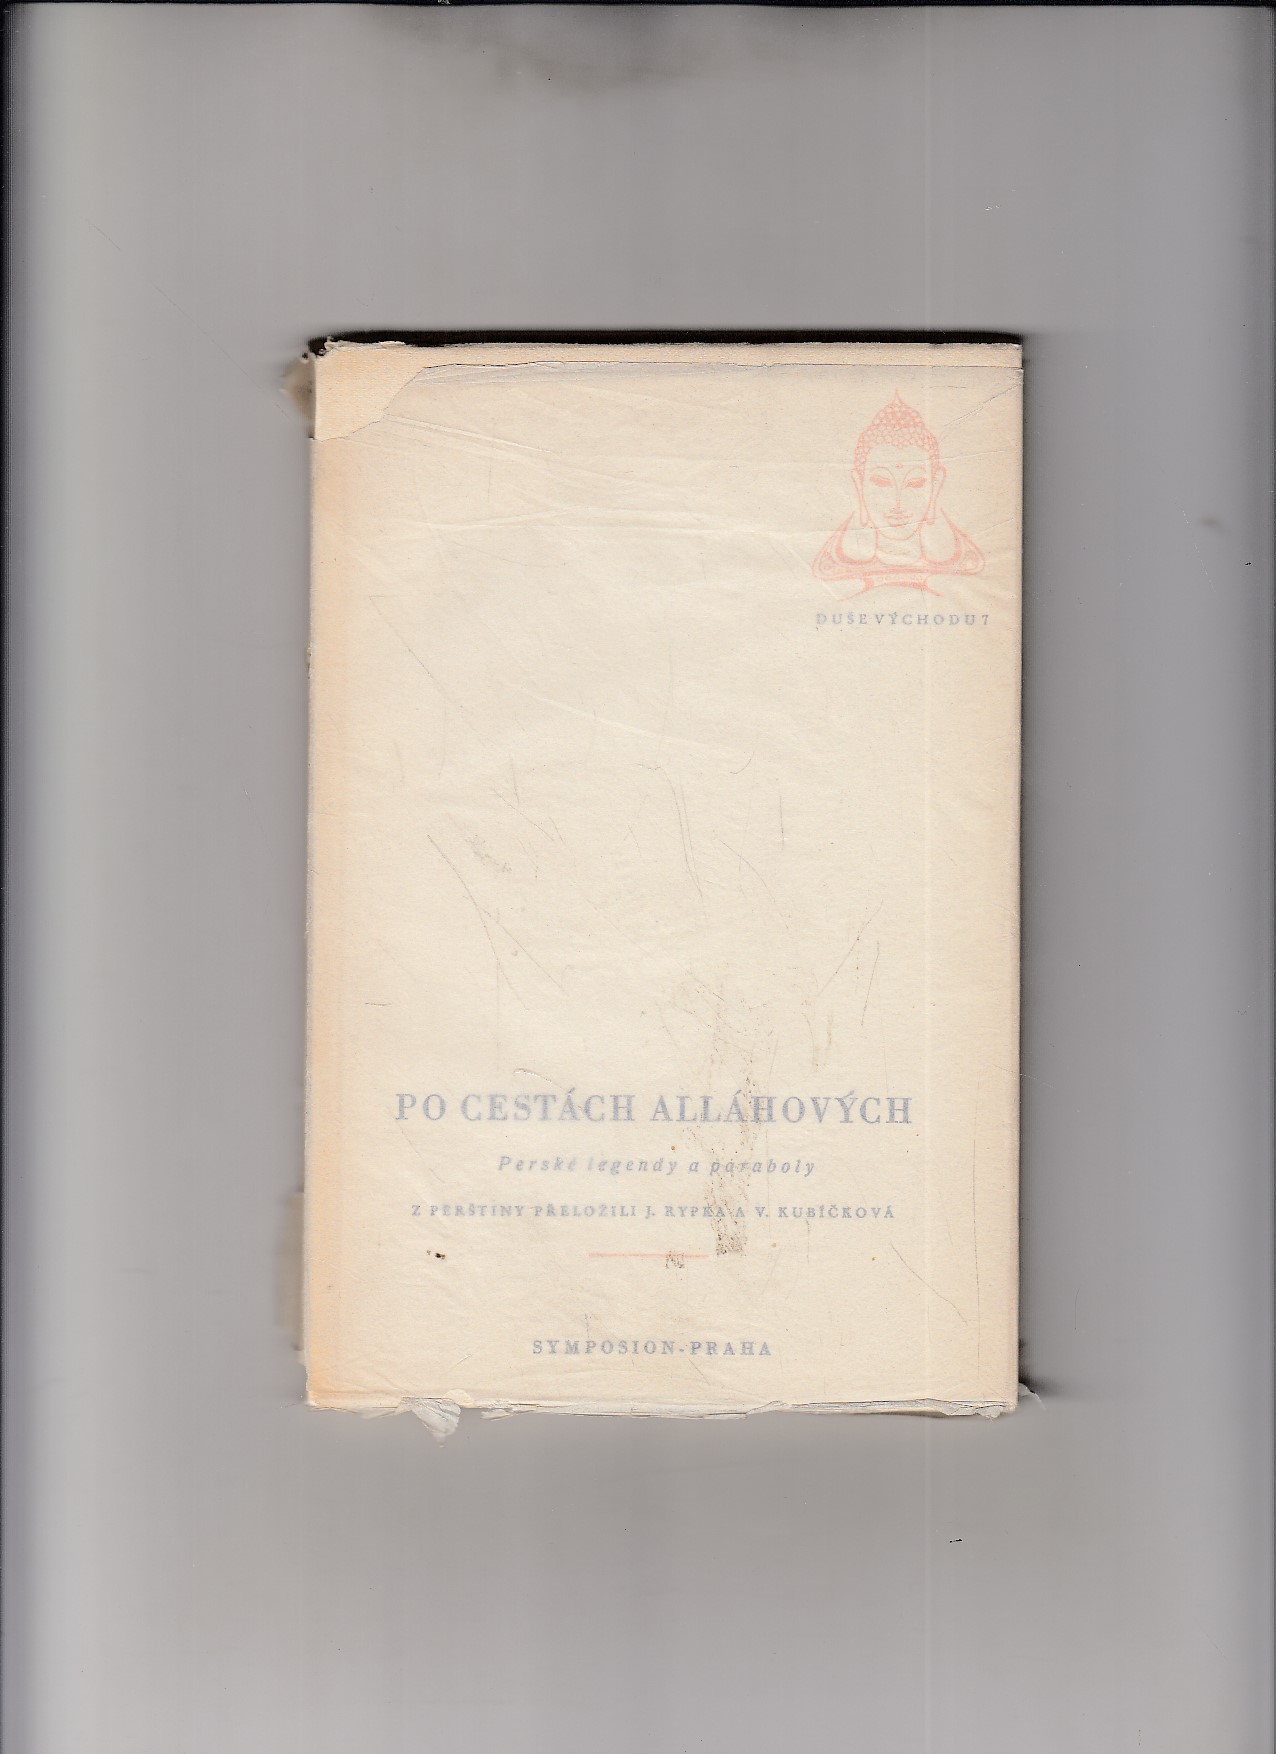 DUŠE VÝCHODU 7
PO CESTÁCH ALLÁHOVÝCH
Perské legendy a paraboly
Z PERŠTINY PŘELOŽILI J. RYPKA A V. KUBÍČKOVÁ
SYMPOSION-PRAHA